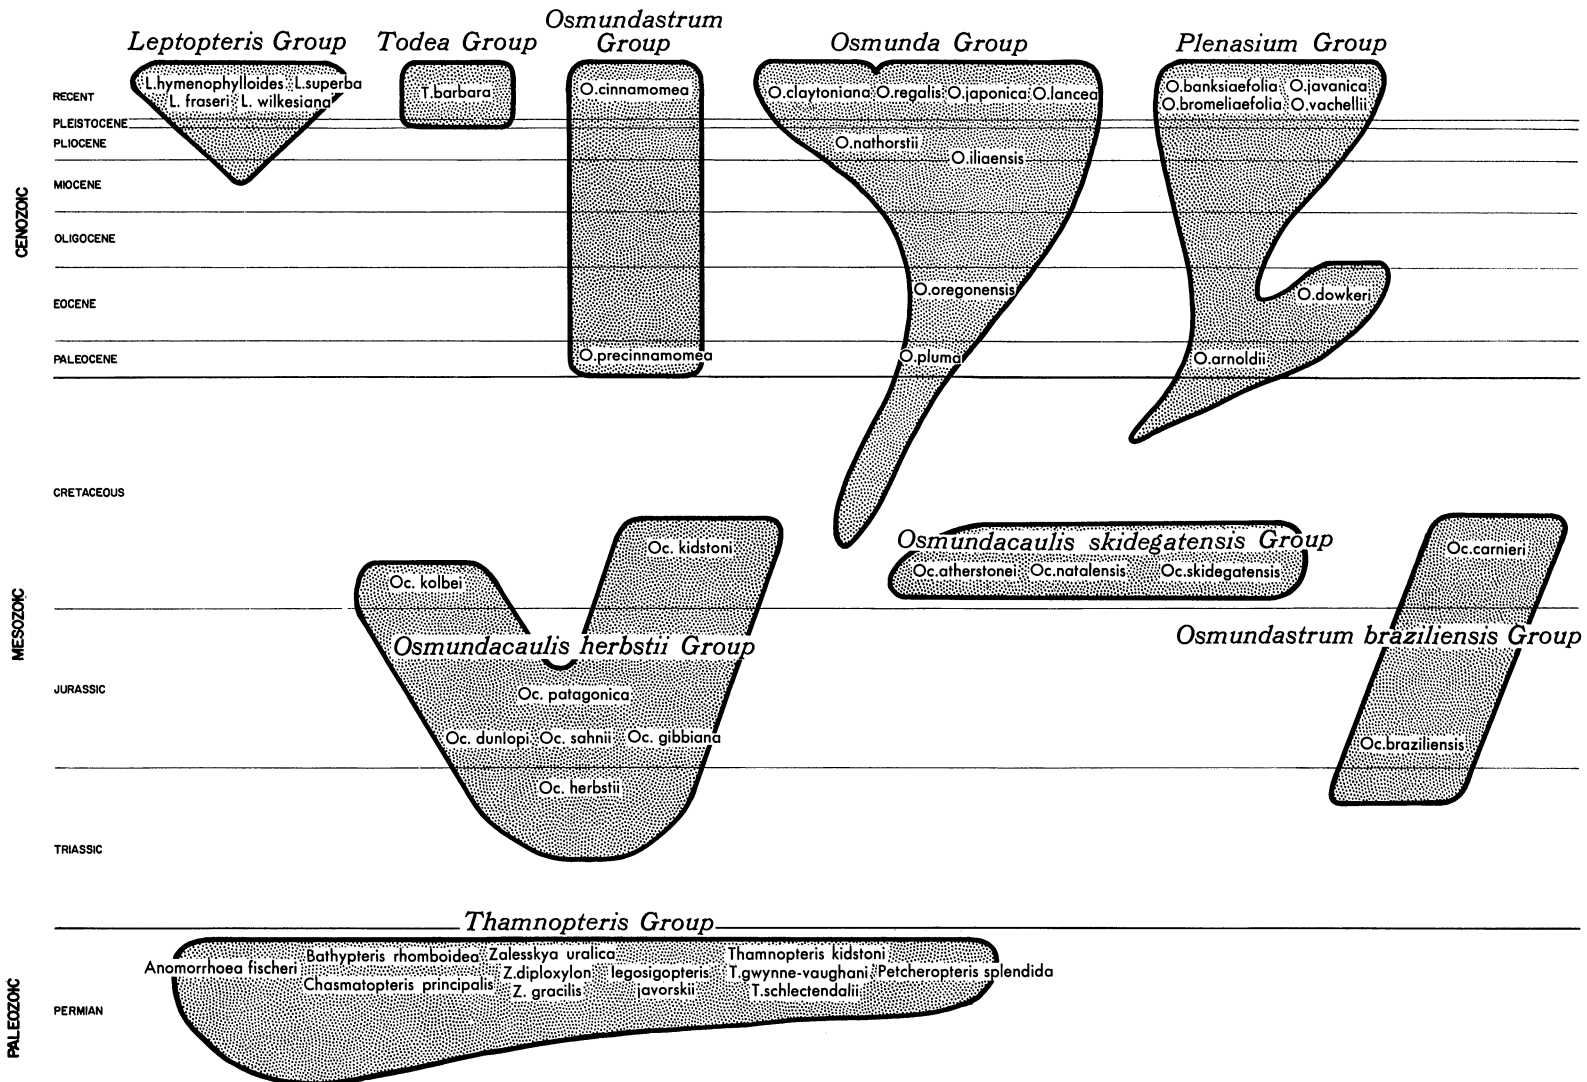 Leptopteris Group
Todea Group
Osmundastrum
Group
Osmunda Group
Plenasium Group
L.hymenophylloides L.superba
L. fraseri L. wilkesiana
T.barbara
O.cinnamomea
O.claytoniana O.regalis O.japonica O.lancea
O.banksiaefolia O.javanica
O.bromeliaefolia O.vachellii
CENOZOIC
RECENT
PLEISTOCENE
PLIOCENE
O.nathorstii
O.iliaensis
MIOCENE
OLIGOCENE
EOCENE
O.oregonensis
O.dowkeri
PALEOCENE
O.precinnamomea
O.pluma
O.arnoldii
MESOZOIC
CRETACEOUS
Oc. kidstoni
Oc. kolbei
Osmundacaulis skidegatensis Group
Oc.atherstonei Oc.natalensis Oc.skidegatensis
Oc.carnieri
Osmundacaulis herbstii Group
Osmundastrum braziliensis Group
JURASSIC
Oc. patagonica
Oc. dunlopi Oc. sahnii Oc. gibbiana
Oc.braziliensis
Oc. herbstii
TRIASSIC
Thamnopteris Group
PALEOZOIC
PERMIAN
Anomorrhoea fischeri
Bathypteris rhomboidea
Chasmatopteris principalis
Zalesskya uralica
Z.diploxylon
Z. gracilis
Iegosigopteris
javorskii
Thamnopteris kidstoni
T.gwynne-vaughani
T.schlectendalii
Petcheropteris splendida